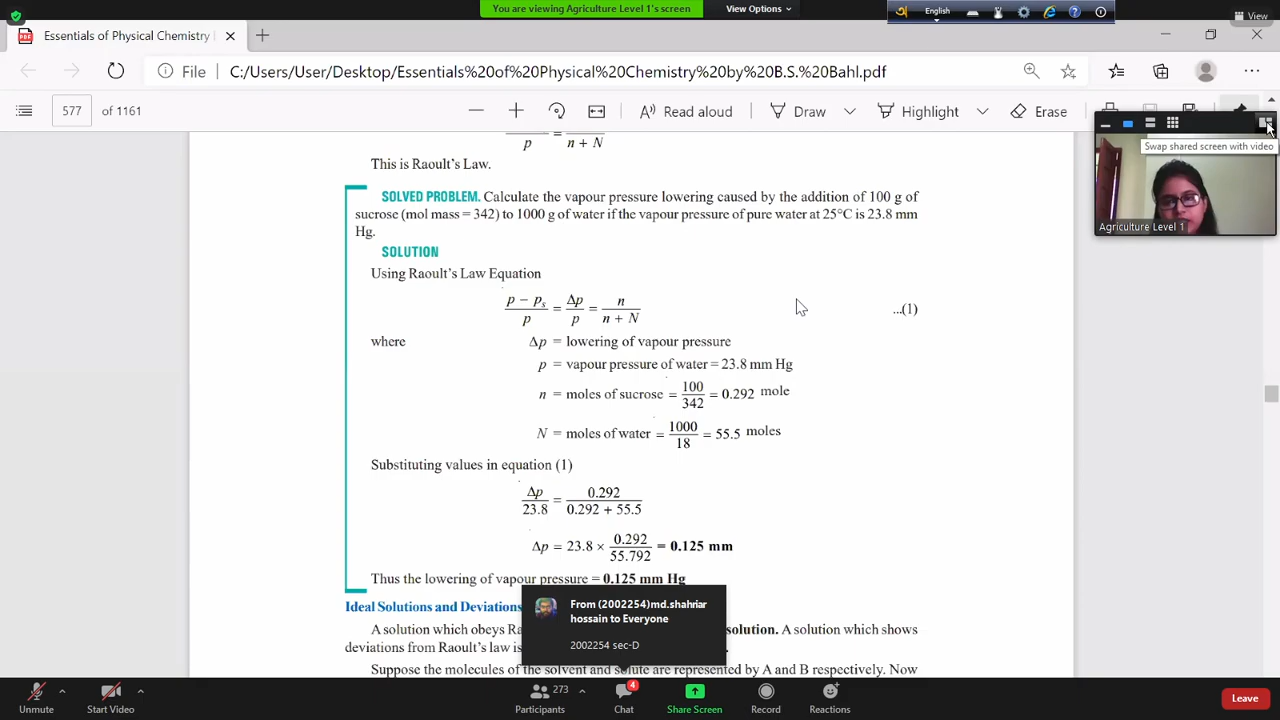 You are viewing Agriculture Level 1's screen
View Options
English
View
Essentials of Physical Chemistry
File
C:/Users/User/Desktop/Essentials%20of%20Physical%20Chemistry%20by%20B.S.%20Bahl.pdf
577 of 1161
Read aloud
Draw
Highlight
Erase
Swap shared screen with video
Agriculture Level 1
p n + N
This is Raoult's Law.
SOLVED PROBLEM. Calculate the vapour pressure lowering caused by the addition of 100 g of
sucrose (mol mass = 342) to 1000 g of water if the vapour pressure of pure water at 25°C is 23.8 mm
Hg.
SOLUTION
Using Raoult's Law Equation
(p – ps)/p = Δp/p = n/(n + N) ...(1)
where Δp = lowering of vapour pressure
p = vapour pressure of water = 23.8 mm Hg
n = moles of sucrose = 100/342 = 0.292 mole
N = moles of water = 1000/18 = 55.5 moles
Substituting values in equation (1)
Δp/23.8 = 0.292/(0.292 + 55.5)
Δp = 23.8 × 0.292/55.792 = 0.125 mm
Thus the lowering of vapour pressure = 0.125 mm Hg
Ideal Solutions and Deviations
A solution which obeys solution. A solution which shows
deviations from Raoult's law is
Suppose the molecules of the solvent and solute are represented by A and B respectively. Now
From (2002254)md.shahriar
hossain to Everyone
2002254 sec-D
Unmute
Start Video
273
Participants
4
Chat
Share Screen
Record
Reactions
Leave